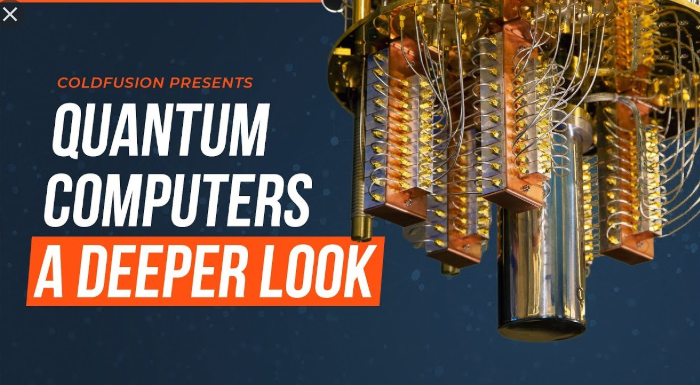 COLDFUSION PRESENTS
QUANTUM
COMPUTERS
A DEEPER LOOK